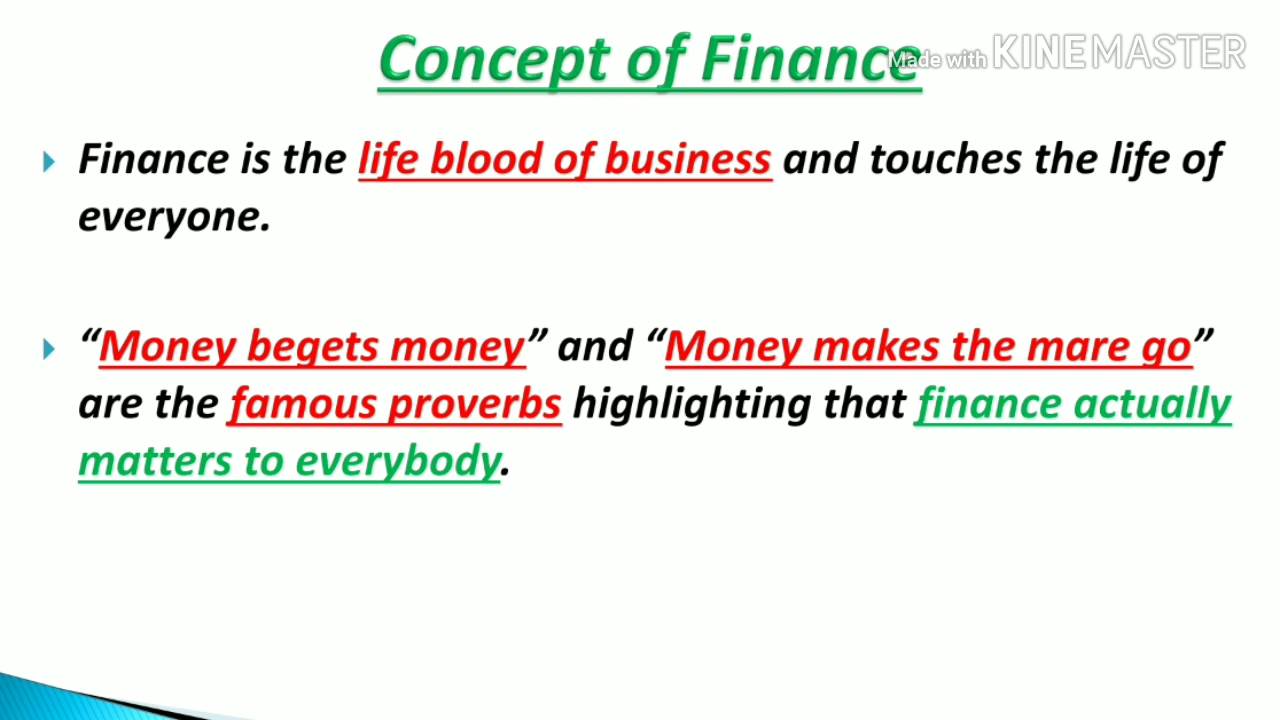 Concept of Finance
Made with KINEMASTER
Finance is the life blood of business and touches the life of
everyone.
“Money begets money” and “Money makes the mare go”
are the famous proverbs highlighting that finance actually
matters to everybody.